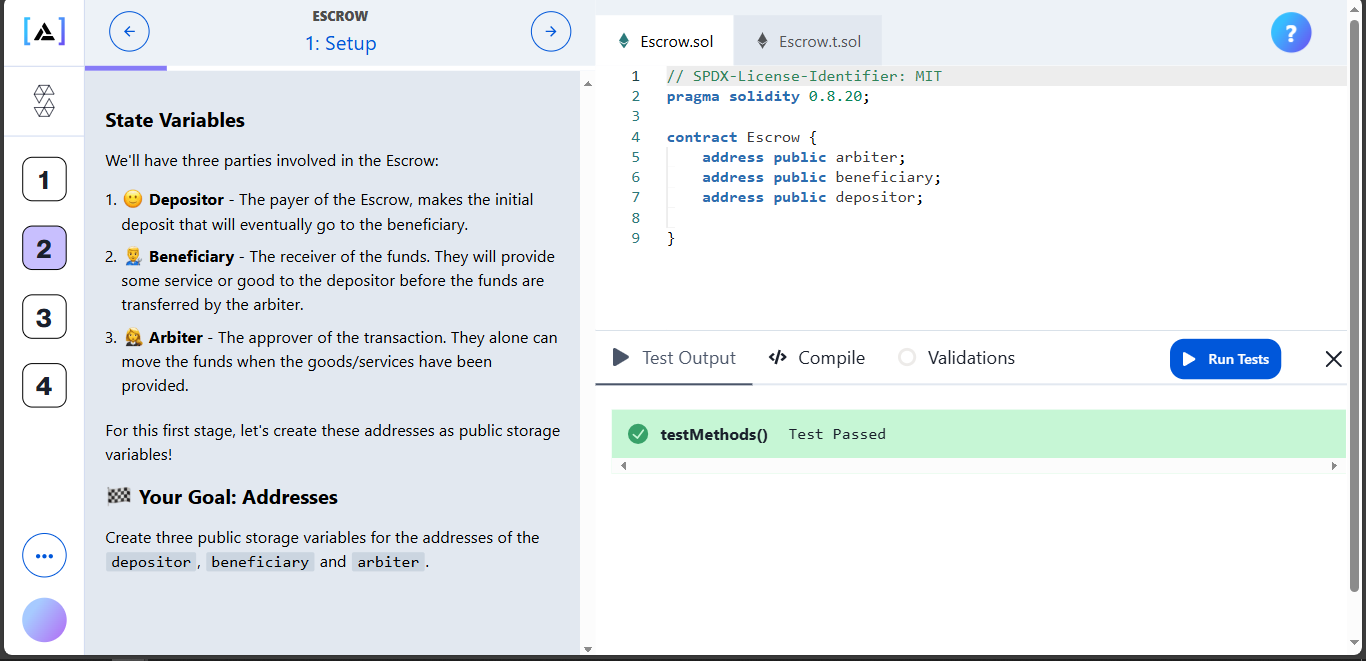 ESCROW
1: Setup
1
2
3
4
State Variables
We'll have three parties involved in the Escrow:
1. 🙂 Depositor - The payer of the Escrow, makes the initial
deposit that will eventually go to the beneficiary.
2. 👨‍💼 Beneficiary - The receiver of the funds. They will provide
some service or good to the depositor before the funds are
transferred by the arbiter.
3. 👩‍⚖️ Arbiter - The approver of the transaction. They alone can
move the funds when the goods/services have been
provided.
For this first stage, let's create these addresses as public storage
variables!
🏁 Your Goal: Addresses
Create three public storage variables for the addresses of the
depositor, beneficiary and arbiter.
Escrow.sol
Escrow.t.sol
?
1 // SPDX-License-Identifier: MIT
2 pragma solidity 0.8.20;
3
4 contract Escrow {
5 address public arbiter;
6 address public beneficiary;
7 address public depositor;
8
9 }
Test Output
Compile
Validations
Run Tests
testMethods() Test Passed